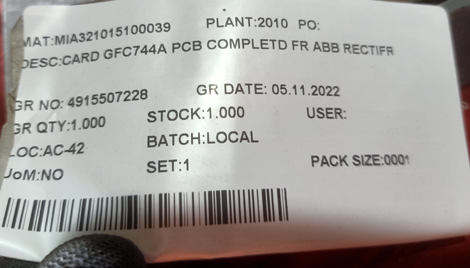 MAT:MIA321015100039 PLANT:2010 PO:
DESC:CARD GFC744A PCB COMPLETD FR ABB RECTIFR
GR NO: 4915507228 GR DATE: 05.11.2022
GR QTY:1.000 STOCK:1.000 USER:
LOC:AC-42 BATCH:LOCAL
UoM:NO SET:1 PACK SIZE:0001